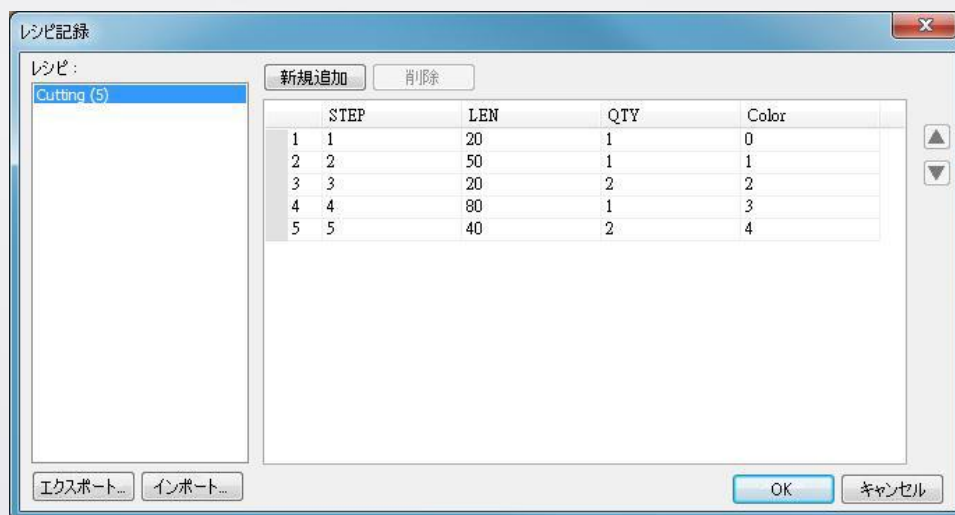 レシピ記録
レシピ：
Cutting (5)
新規追加 削除
STEP LEN QTY Color
1 1 20 1 0
2 2 50 1 1
3 3 20 2 2
4 4 80 1 3
5 5 40 2 4
エクスポート... インポート...
OK キャンセル